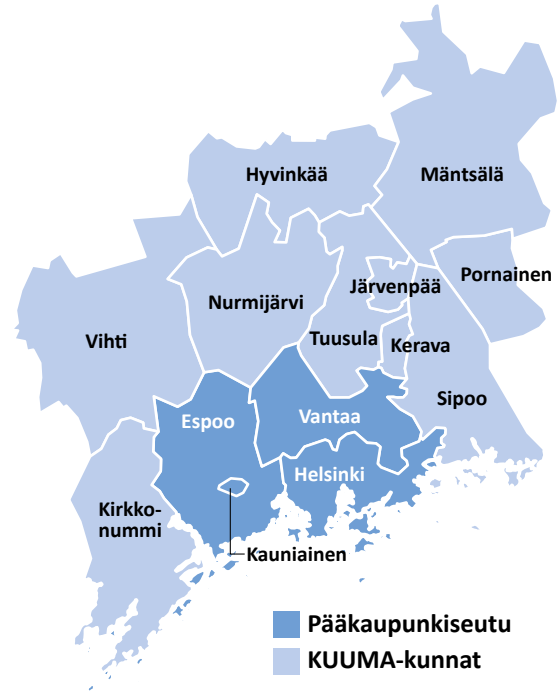 Hyvinkää
Mäntsälä
Pornainen
Järvenpää
Nurmijärvi
Vihti
Tuusula
Kerava
Sipoo
Espoo
Vantaa
Helsinki
Kirkko-
nummi
Kauniainen
Pääkaupunkiseutu
KUUMA-kunnat